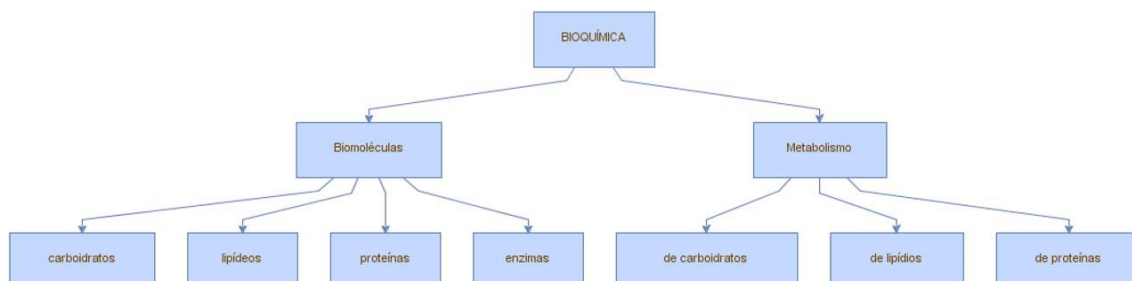 BIOQUÍMICA
Biomoléculas
Metabolismo
carboidratos
lipídeos
proteínas
enzimas
de carboidratos
de lipídios
de proteínas